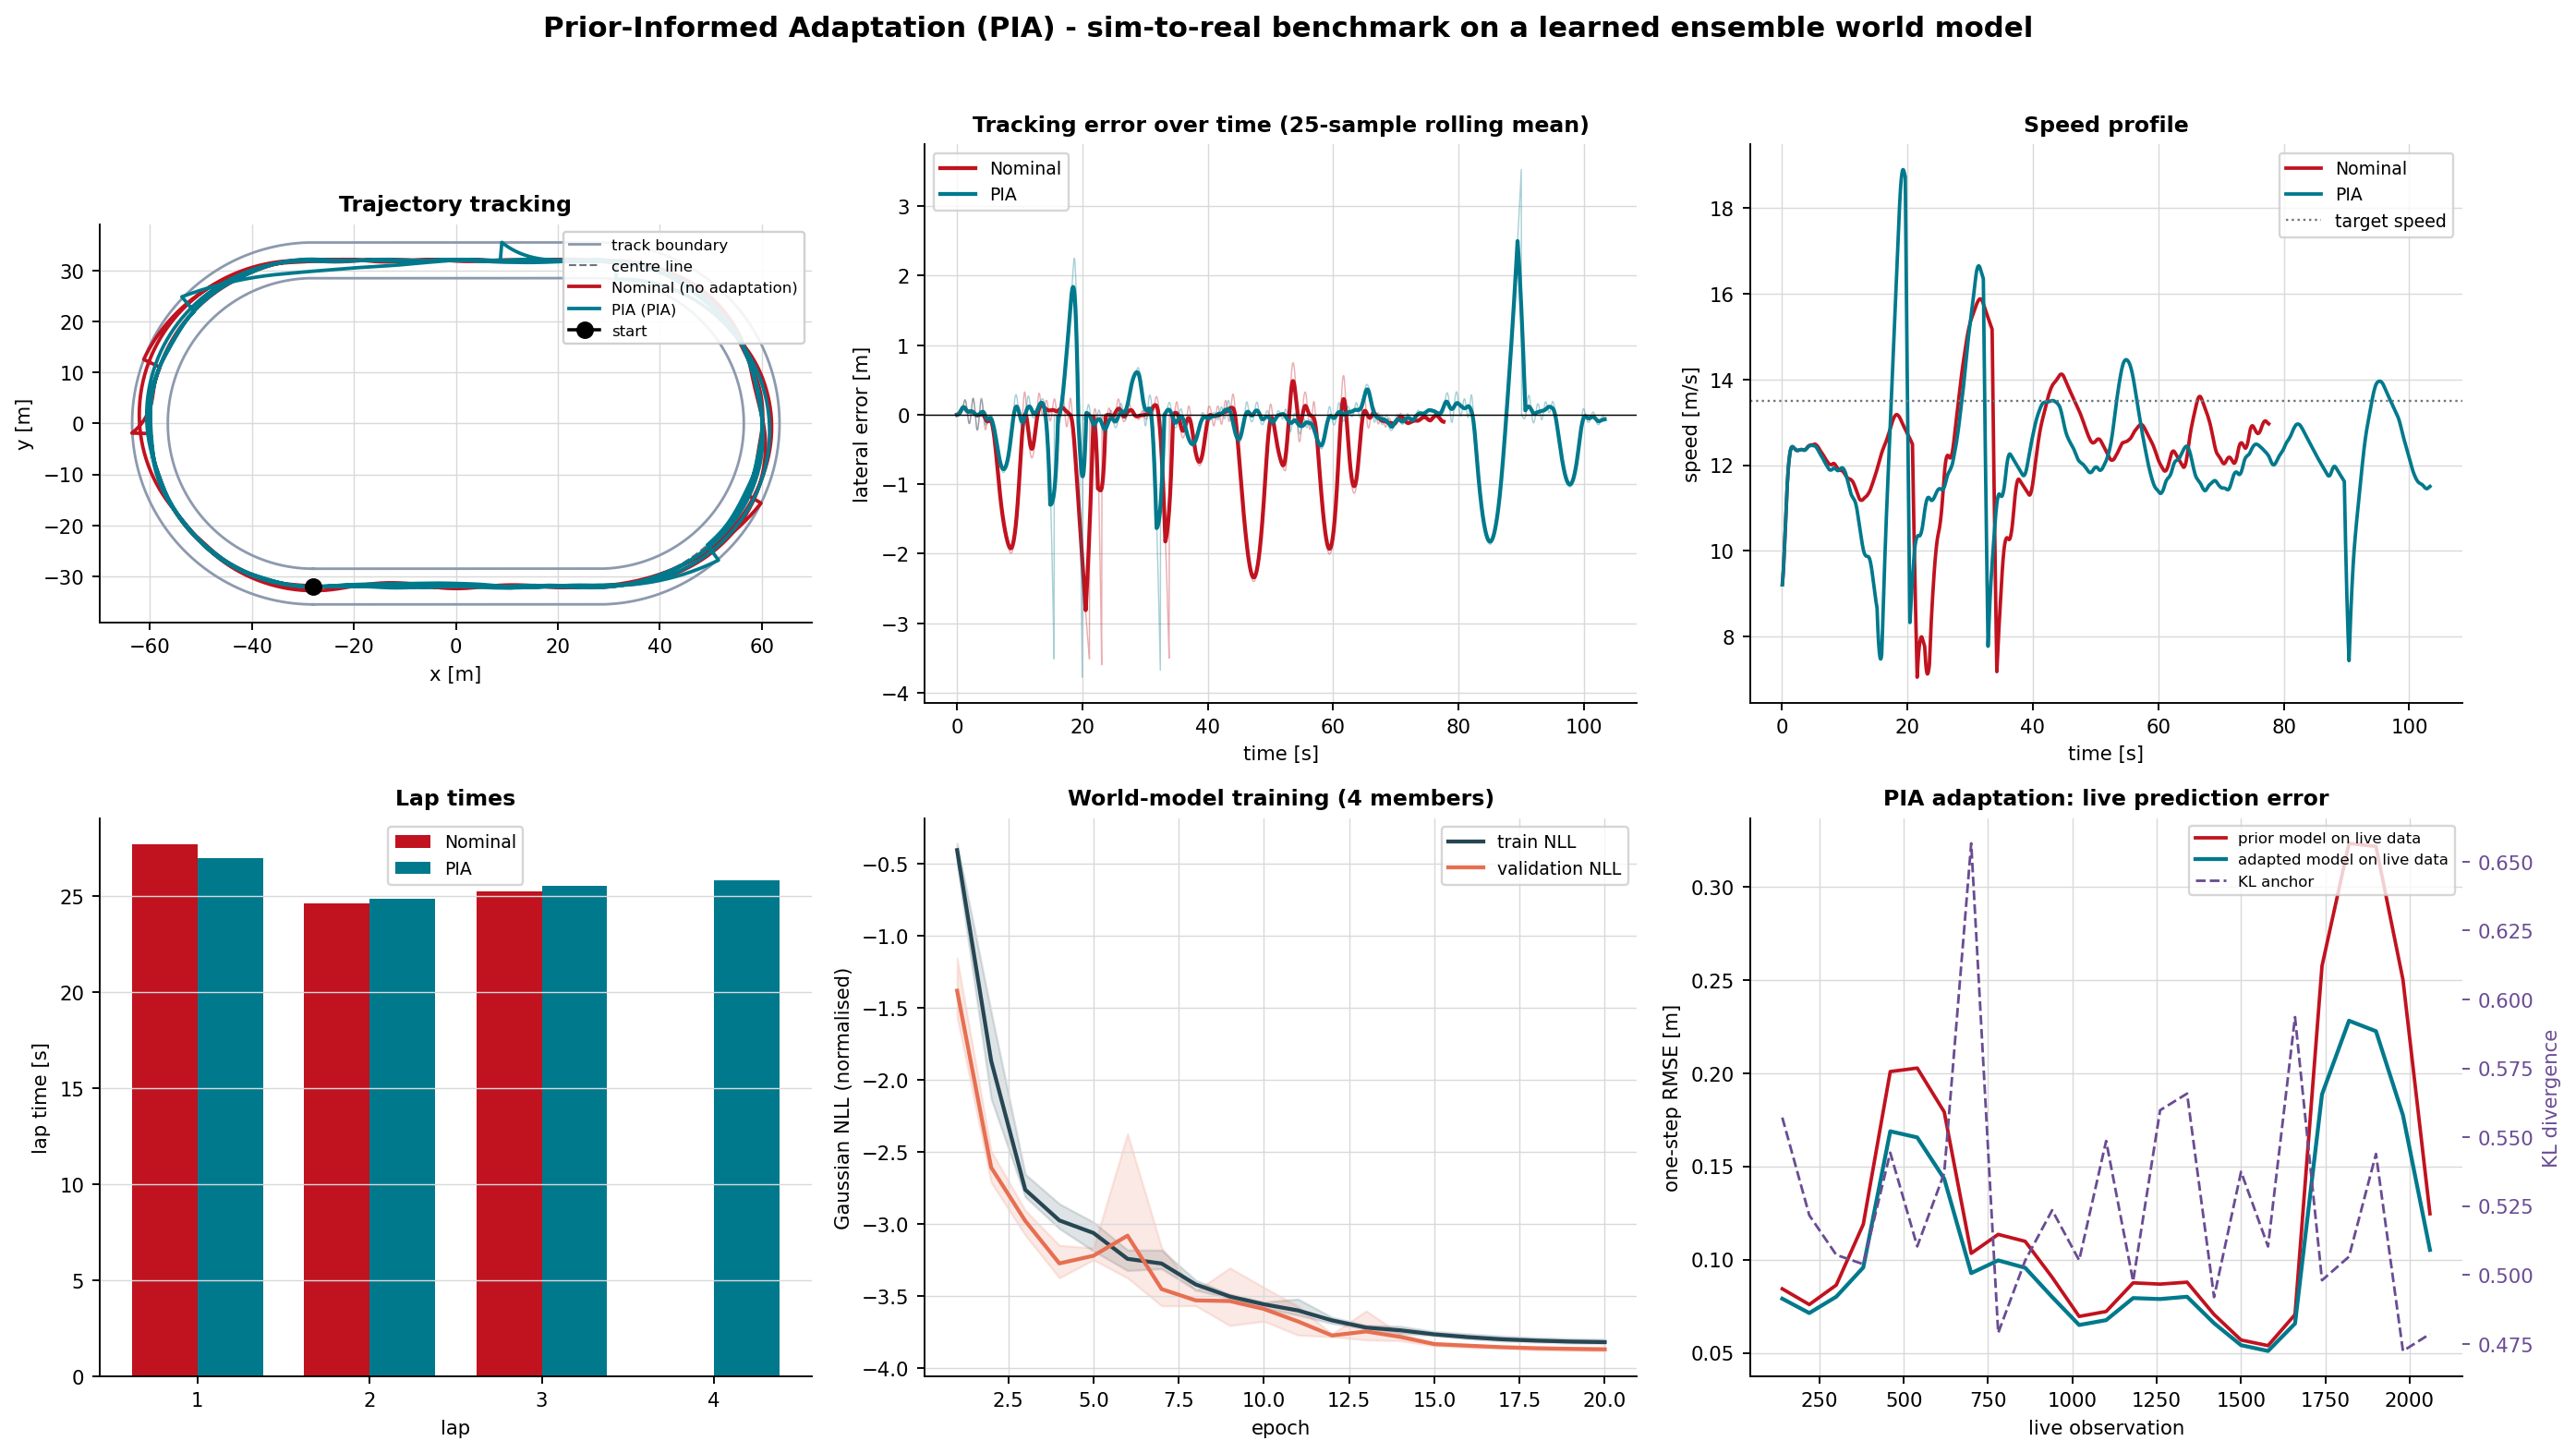 Prior-Informed Adaptation (PIA) - sim-to-real benchmark on a learned ensemble world model
Trajectory tracking
track boundary
centre line
Nominal (no adaptation)
PIA (PIA)
start
30
20
10
0
−10
−20
−30
y [m]
−60 −40 −20 0 20 40 60
x [m]
Tracking error over time (25-sample rolling mean)
Nominal
PIA
3
2
1
0
−1
−2
−3
−4
lateral error [m]
0 20 40 60 80 100
time [s]
Speed profile
Nominal
PIA
target speed
18
16
14
12
10
8
speed [m/s]
0 20 40 60 80 100
time [s]
Lap times
Nominal
PIA
25
20
15
10
5
0
lap time [s]
1 2 3 4
lap
World-model training (4 members)
train NLL
validation NLL
−0.5
−1.0
−1.5
−2.0
−2.5
−3.0
−3.5
−4.0
Gaussian NLL (normalised)
2.5 5.0 7.5 10.0 12.5 15.0 17.5 20.0
epoch
PIA adaptation: live prediction error
prior model on live data
adapted model on live data
KL anchor
0.30
0.25
0.20
0.15
0.10
0.05
one-step RMSE [m]
0.650
0.625
0.600
0.575
0.550
0.525
0.500
0.475
KL divergence
250 500 750 1000 1250 1500 1750 2000
live observation